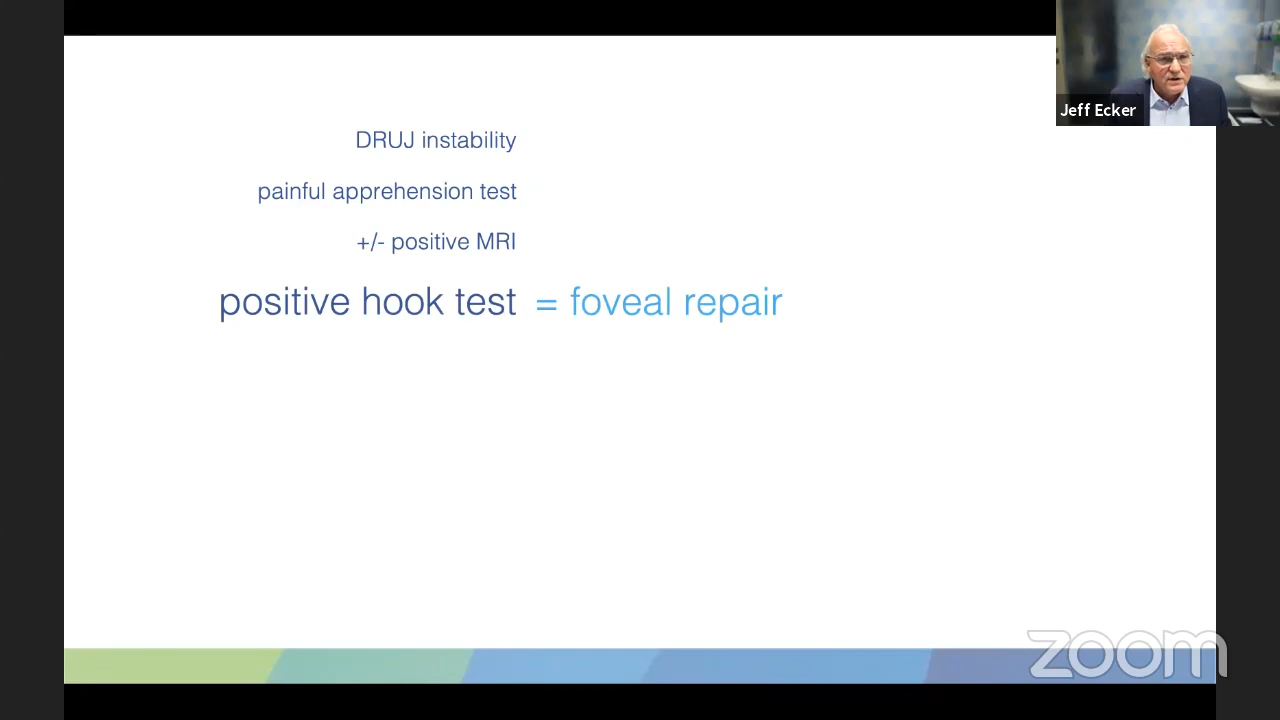 Jeff Ecker
DRUJ instability
painful apprehension test
+/- positive MRI
positive hook test = foveal repair
zoom